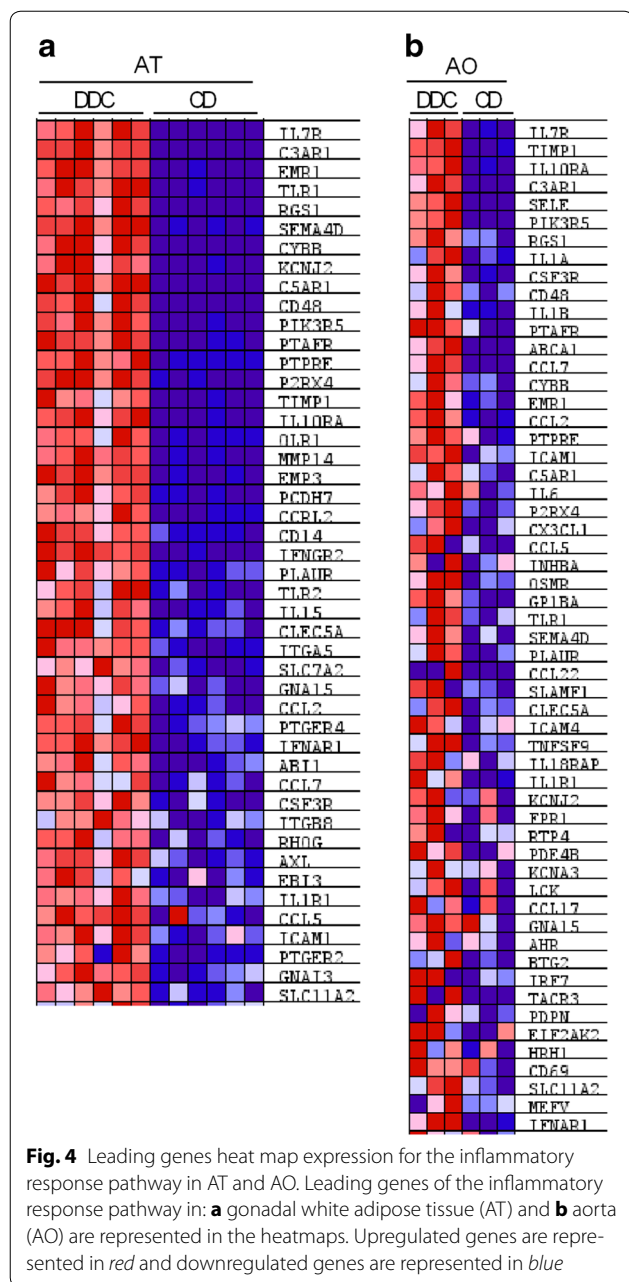 a
AT
DDC CD
IL7R
C3AR1
EMR1
TLR1
RGS1
SEMA4D
CYBB
KCNJ2
C5AR1
CD48
PIK3R5
PTAFR
PTPRE
P2RX4
TIMP1
IL10RA
OLR1
MMP14
EMP3
PCDH7
CCRL2
CD14
IFNGR2
PLAUR
TLR2
IL15
CLEC5A
ITGA5
SLC7A2
GNA15
CCL2
PTGER4
IFNAR1
ABI1
CCL7
CSF3R
ITGB8
RHOG
AXL
EBI3
IL1R1
CCL5
ICAM1
PTGER2
GNAI3
SLC11A2
b
AO
DDC CD
IL7R
TIMP1
IL10RA
C3AR1
SELE
PIK3R5
RGS1
IL1A
CSF3R
CD48
IL1B
PTAFR
ABCA1
CCL7
CYBB
EMR1
CCL2
PTPRE
ICAM1
C5AR1
IL6
P2RX4
CX3CL1
CCL5
INHBA
OSMR
GP1BA
TLR1
SEMA4D
PLAUR
CCL22
SLAMF1
CLEC5A
ICAM4
TNFSF9
IL18RAP
IL1R1
KCNJ2
FPR1
RTP4
PDE4B
KCNA3
LCK
CCL17
GNA15
AHR
BTG2
IRF7
TACR3
PDPN
EIF2AK2
HRH1
CD69
SLC11A2
MEFV
IFNAR1
Fig. 4 Leading genes heat map expression for the inflammatory
response pathway in AT and AO. Leading genes of the inflammatory
response pathway in: a gonadal white adipose tissue (AT) and b aorta
(AO) are represented in the heatmaps. Upregulated genes are repre-
sented in red and downregulated genes are represented in blue